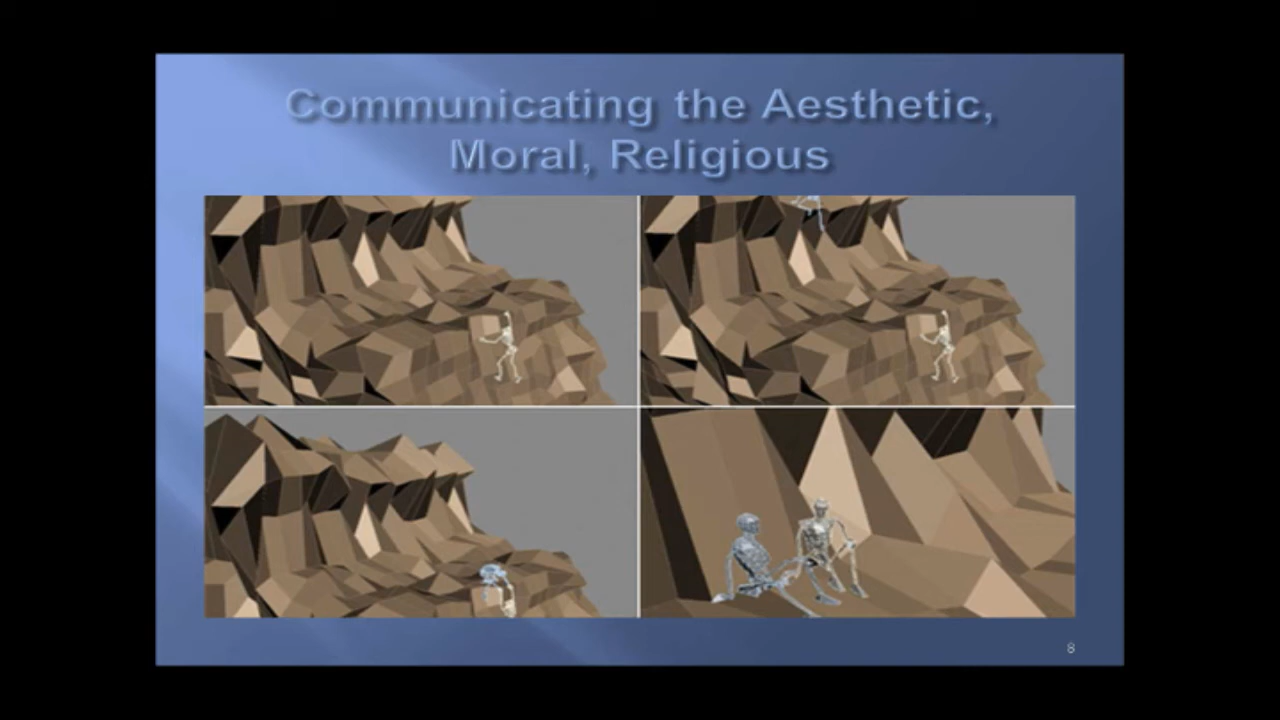 Communicating the Aesthetic,
Moral, Religious
8